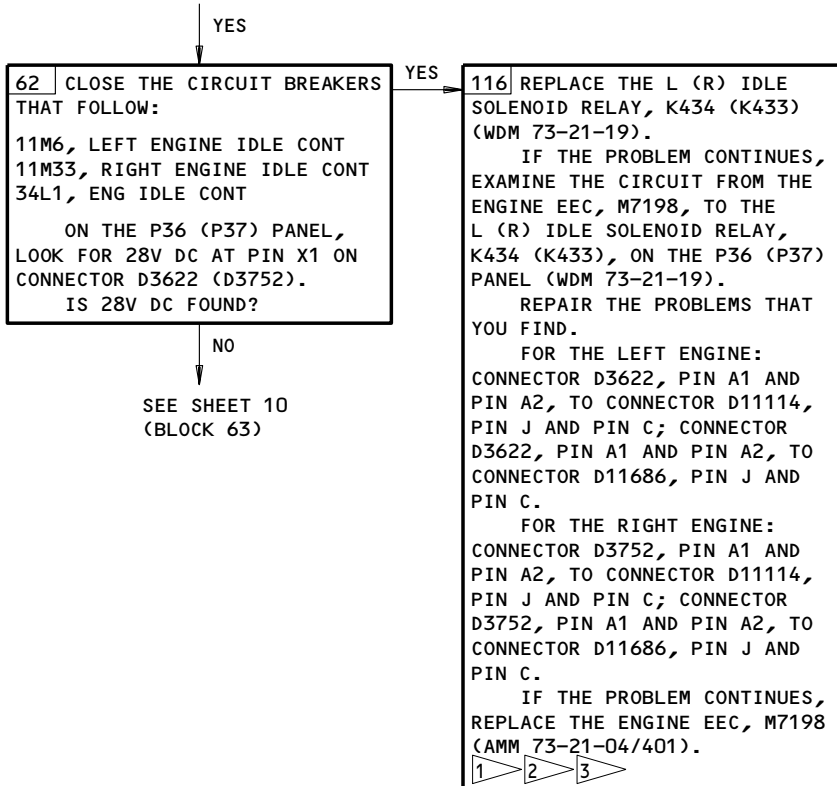 YES
62 CLOSE THE CIRCUIT BREAKERS
THAT FOLLOW:
11M6, LEFT ENGINE IDLE CONT
11M33, RIGHT ENGINE IDLE CONT
34L1, ENG IDLE CONT
ON THE P36 (P37) PANEL,
LOOK FOR 28V DC AT PIN X1 ON
CONNECTOR D3622 (D3752).
IS 28V DC FOUND?
NO
SEE SHEET 10
(BLOCK 63)
YES
116 REPLACE THE L (R) IDLE
SOLENOID RELAY, K434 (K433)
(WDM 73-21-19).
IF THE PROBLEM CONTINUES,
EXAMINE THE CIRCUIT FROM THE
ENGINE EEC, M7198, TO THE
L (R) IDLE SOLENOID RELAY,
K434 (K433), ON THE P36 (P37)
PANEL (WDM 73-21-19).
REPAIR THE PROBLEMS THAT
YOU FIND.
FOR THE LEFT ENGINE:
CONNECTOR D3622, PIN A1 AND
PIN A2, TO CONNECTOR D11114,
PIN J AND PIN C; CONNECTOR
D3622, PIN A1 AND PIN A2, TO
CONNECTOR D11686, PIN J AND
PIN C.
FOR THE RIGHT ENGINE:
CONNECTOR D3752, PIN A1 AND
PIN A2, TO CONNECTOR D11114,
PIN J AND PIN C; CONNECTOR
D3752, PIN A1 AND PIN A2, TO
CONNECTOR D11686, PIN J AND
PIN C.
IF THE PROBLEM CONTINUES,
REPLACE THE ENGINE EEC, M7198
(AMM 73-21-04/401).
1 2 3